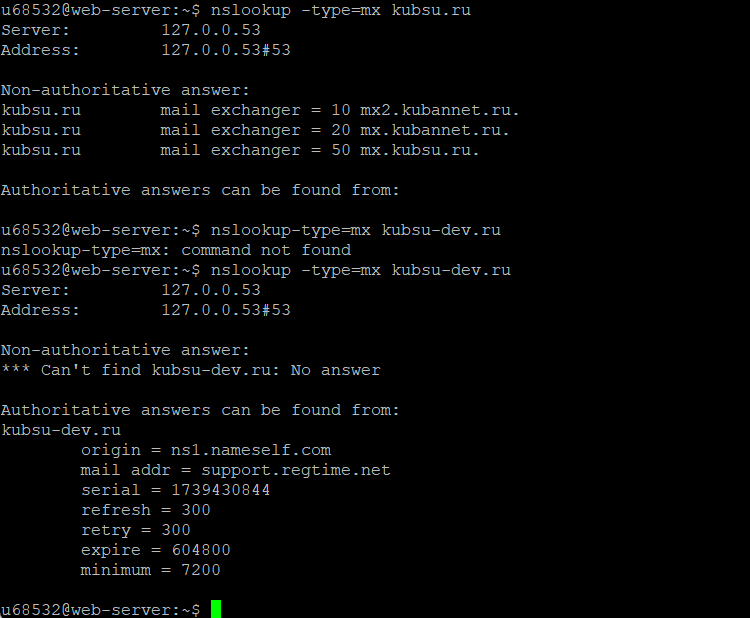 u68532@web-server:~$ nslookup -type=mx kubsu.ru
Server:         127.0.0.53
Address:        127.0.0.53#53

Non-authoritative answer:
kubsu.ru        mail exchanger = 10 mx2.kubannet.ru.
kubsu.ru        mail exchanger = 20 mx.kubannet.ru.
kubsu.ru        mail exchanger = 50 mx.kubsu.ru.

Authoritative answers can be found from:

u68532@web-server:~$ nslookup-type=mx kubsu-dev.ru
nslookup-type=mx: command not found
u68532@web-server:~$ nslookup -type=mx kubsu-dev.ru
Server:         127.0.0.53
Address:        127.0.0.53#53

Non-authoritative answer:
*** Can't find kubsu-dev.ru: No answer

Authoritative answers can be found from:
kubsu-dev.ru
        origin = ns1.nameself.com
        mail addr = support.regtime.net
        serial = 1739430844
        refresh = 300
        retry = 300
        expire = 604800
        minimum = 7200

u68532@web-server:~$